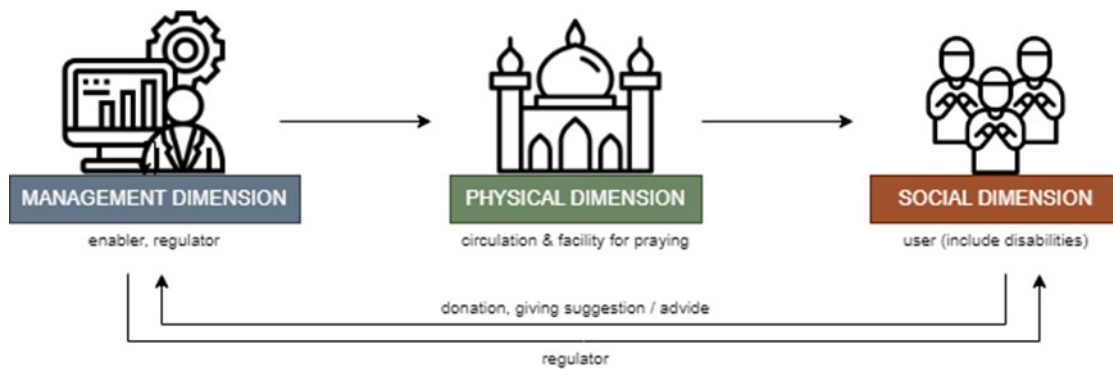 MANAGEMENT DIMENSION
PHYSICAL DIMENSION
SOCIAL DIMENSION
enabler, regulator
circulation & facility for praying
user (include disabilities)
donation, giving suggestion / advide
regulator